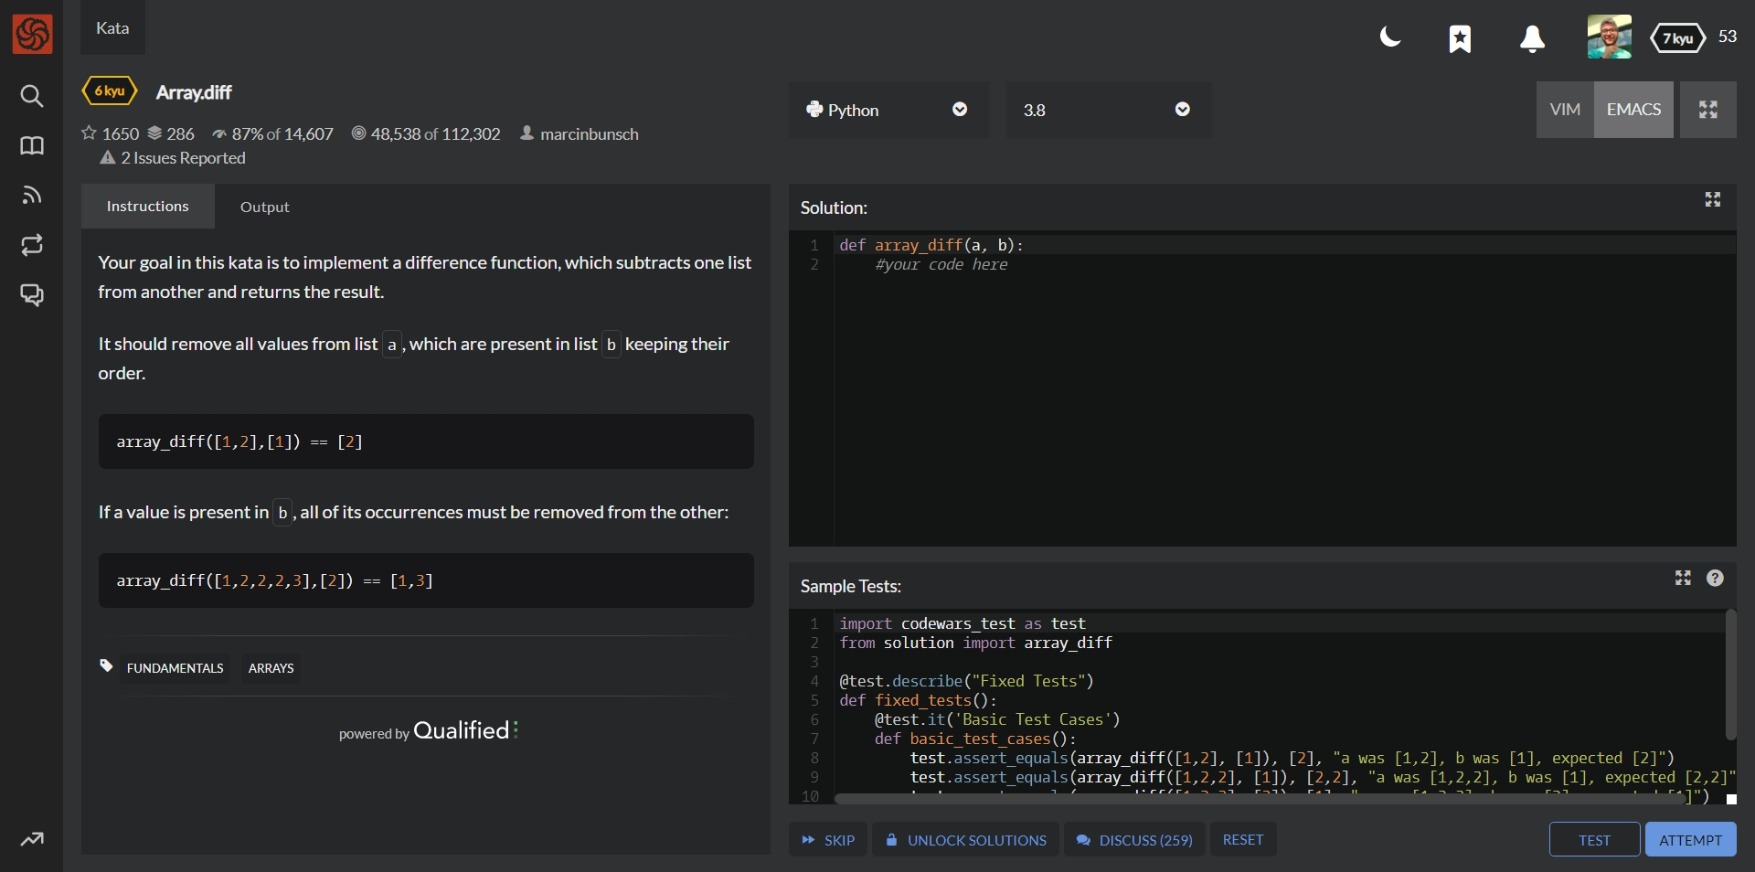 Kata
7 kyu 53
6 kyu Array.diff
1650 286 87% of 14,607 48,538 of 112,302 marcinbunsch
2 Issues Reported
Python
3.8
VIM EMACS
Instructions Output
Your goal in this kata is to implement a difference function, which subtracts one list
from another and returns the result.
It should remove all values from list a, which are present in list b keeping their
order.
array_diff([1,2],[1]) == [2]
If a value is present in b, all of its occurrences must be removed from the other:
array_diff([1,2,2,2,3],[2]) == [1,3]
FUNDAMENTALS ARRAYS
powered by Qualified
Solution:
1 def array_diff(a, b):
2 #your code here
Sample Tests:
1 import codewars_test as test
2 from solution import array_diff
3
4 @test.describe("Fixed Tests")
5 def fixed_tests():
6 @test.it('Basic Test Cases')
7 def basic_test_cases():
8 test.assert_equals(array_diff([1,2], [1]), [2], "a was [1,2], b was [1], expected [2]")
9 test.assert_equals(array_diff([1,2,2], [1]), [2,2], "a was [1,2,2], b was [1], expected [2,2]"
10
SKIP UNLOCK SOLUTIONS DISCUSS (259) RESET
TEST ATTEMPT